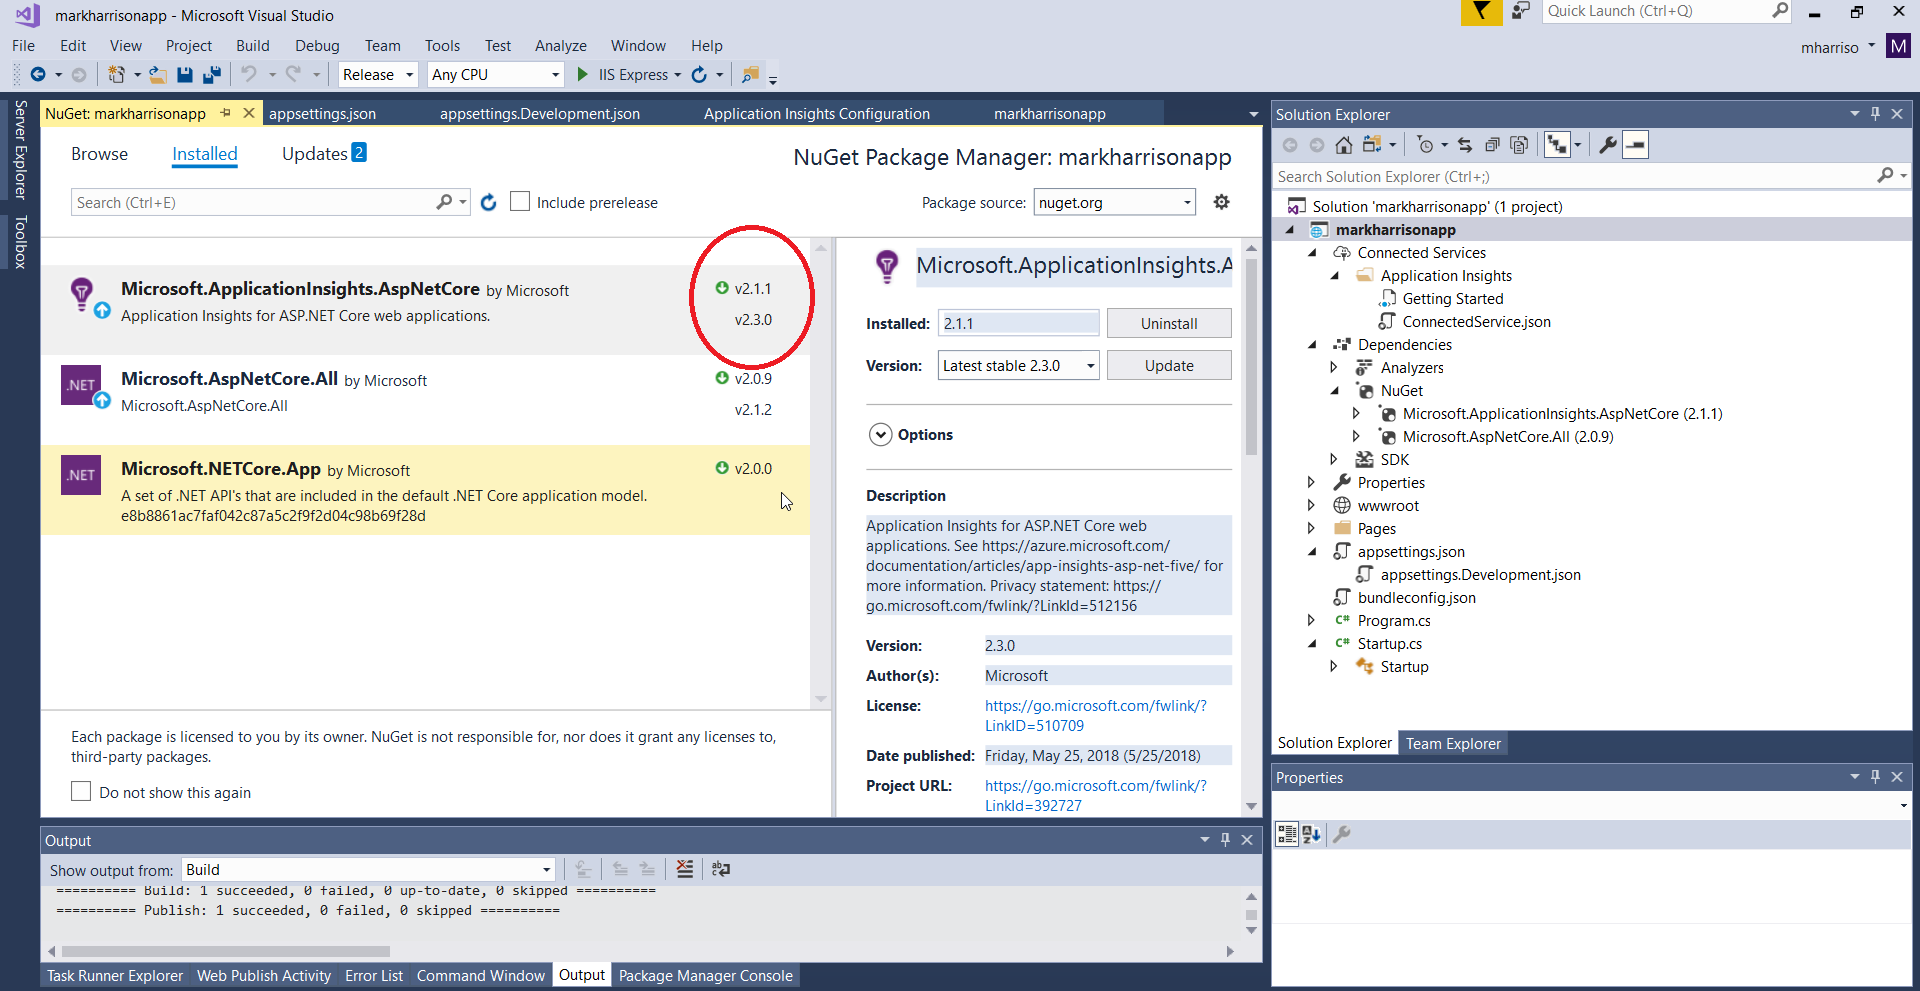 markharrisonapp - Microsoft Visual Studio
Quick Launch (Ctrl+Q)
File Edit View Project Build Debug Team Tools Test Analyze Window Help
mharriso M
Release Any CPU IIS Express
Server Explorer
Toolbox
NuGet: markharrisonapp appsettings.json appsettings.Development.json Application Insights Configuration markharrisonapp
Browse Installed Updates 2
NuGet Package Manager: markharrisonapp
Search (Ctrl+E) Include prerelease
Package source: nuget.org
Microsoft.ApplicationInsights.AspNetCore by Microsoft v2.1.1
Application Insights for ASP.NET Core web applications. v2.3.0
.NET Microsoft.AspNetCore.All by Microsoft v2.0.9
Microsoft.AspNetCore.All v2.1.2
.NET Microsoft.NETCore.App by Microsoft v2.0.0
A set of .NET API's that are included in the default .NET Core application model.
e8b8861ac7faf042c87a5c2f9f2d04c98b69f28d
Each package is licensed to you by its owner. NuGet is not responsible for, nor does it grant any licenses to,
third-party packages.
Do not show this again
Microsoft.ApplicationInsights.A
Installed: 2.1.1 Uninstall
Version: Latest stable 2.3.0 Update
Options
Description
Application Insights for ASP.NET Core web
applications. See https://azure.microsoft.com/
documentation/articles/app-insights-asp-net-five/ for
more information. Privacy statement: https://
go.microsoft.com/fwlink/?LinkId=512156
Version: 2.3.0
Author(s): Microsoft
License: https://go.microsoft.com/fwlink/?
LinkID=510709
Date published: Friday, May 25, 2018 (5/25/2018)
Project URL: https://go.microsoft.com/fwlink/?
LinkId=392727
Output
Show output from: Build
========== Build: 1 succeeded, 0 failed, 0 up-to-date, 0 skipped ==========
========== Publish: 1 succeeded, 0 failed, 0 skipped ==========
Task Runner Explorer Web Publish Activity Error List Command Window Output Package Manager Console
Solution Explorer
Search Solution Explorer (Ctrl+;)
Solution 'markharrisonapp' (1 project)
markharrisonapp
Connected Services
Application Insights
Getting Started
ConnectedService.json
Dependencies
Analyzers
NuGet
Microsoft.ApplicationInsights.AspNetCore (2.1.1)
Microsoft.AspNetCore.All (2.0.9)
SDK
Properties
wwwroot
Pages
appsettings.json
appsettings.Development.json
bundleconfig.json
C# Program.cs
C# Startup.cs
Startup
Solution Explorer Team Explorer
Properties